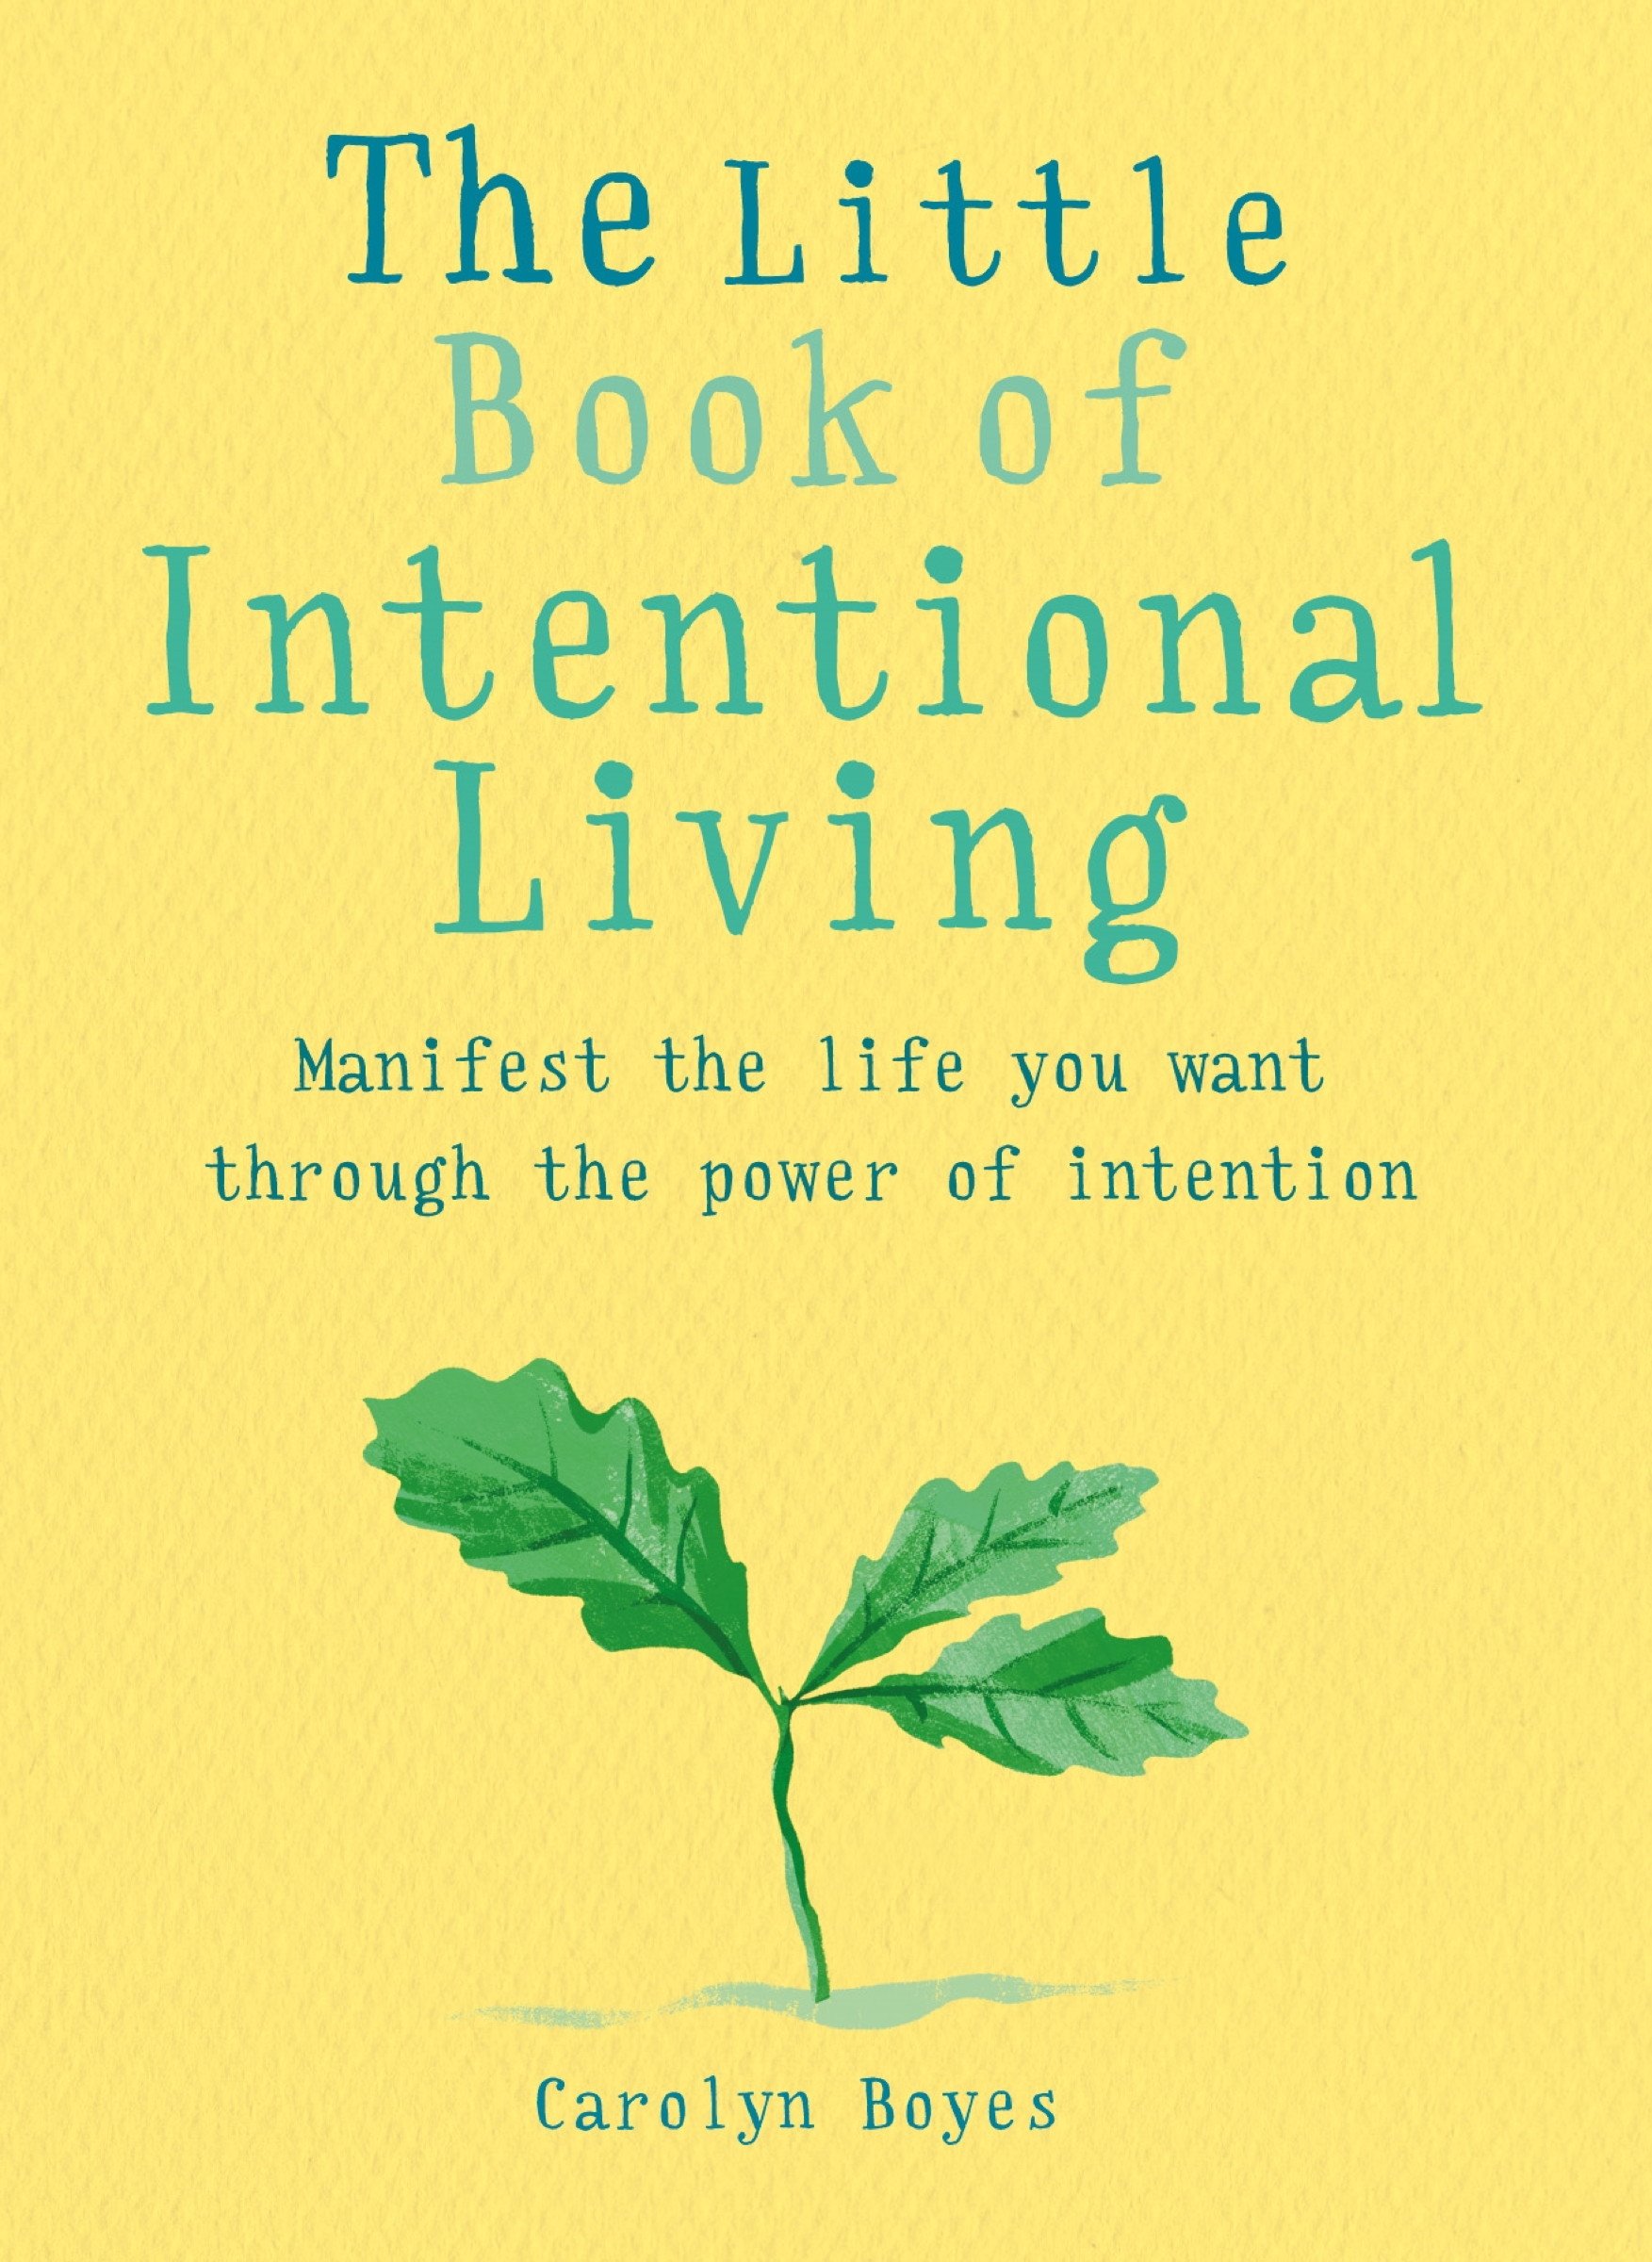 The Little
Book of
Intentional
Living
Manifest the life you want
through the power of intention
Carolyn Boyes